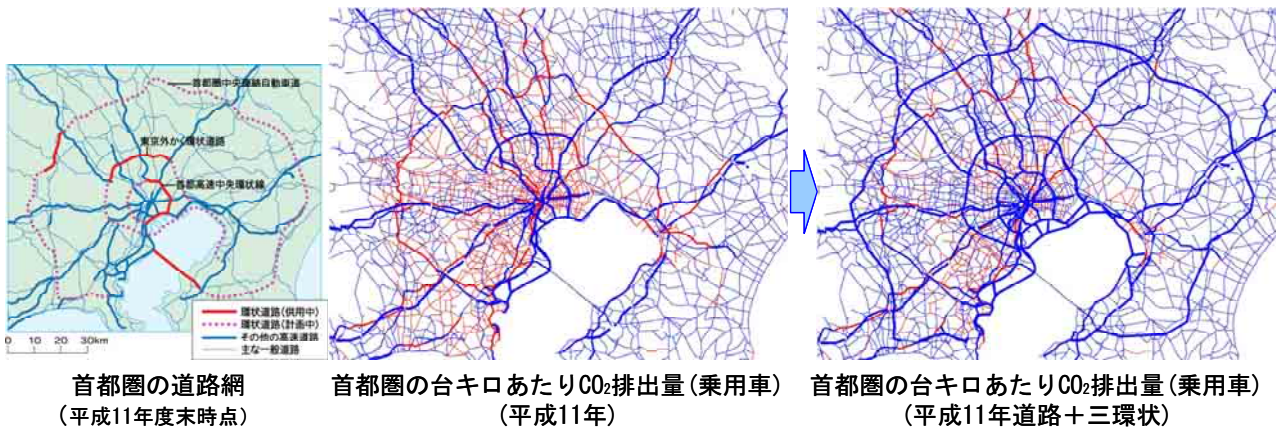 首都圏中央連絡自動車道
東京外かく環状道路
首都高速中央環状線
環状道路(供用中)
環状道路(計画中)
その他の高速道路
主な一般道路
0 10 20 30km
首都圏の道路網
(平成11年度末時点)
首都圏の台キロあたりCO₂排出量(乗用車)
(平成11年)
首都圏の台キロあたりCO₂排出量(乗用車)
(平成11年道路＋三環状)